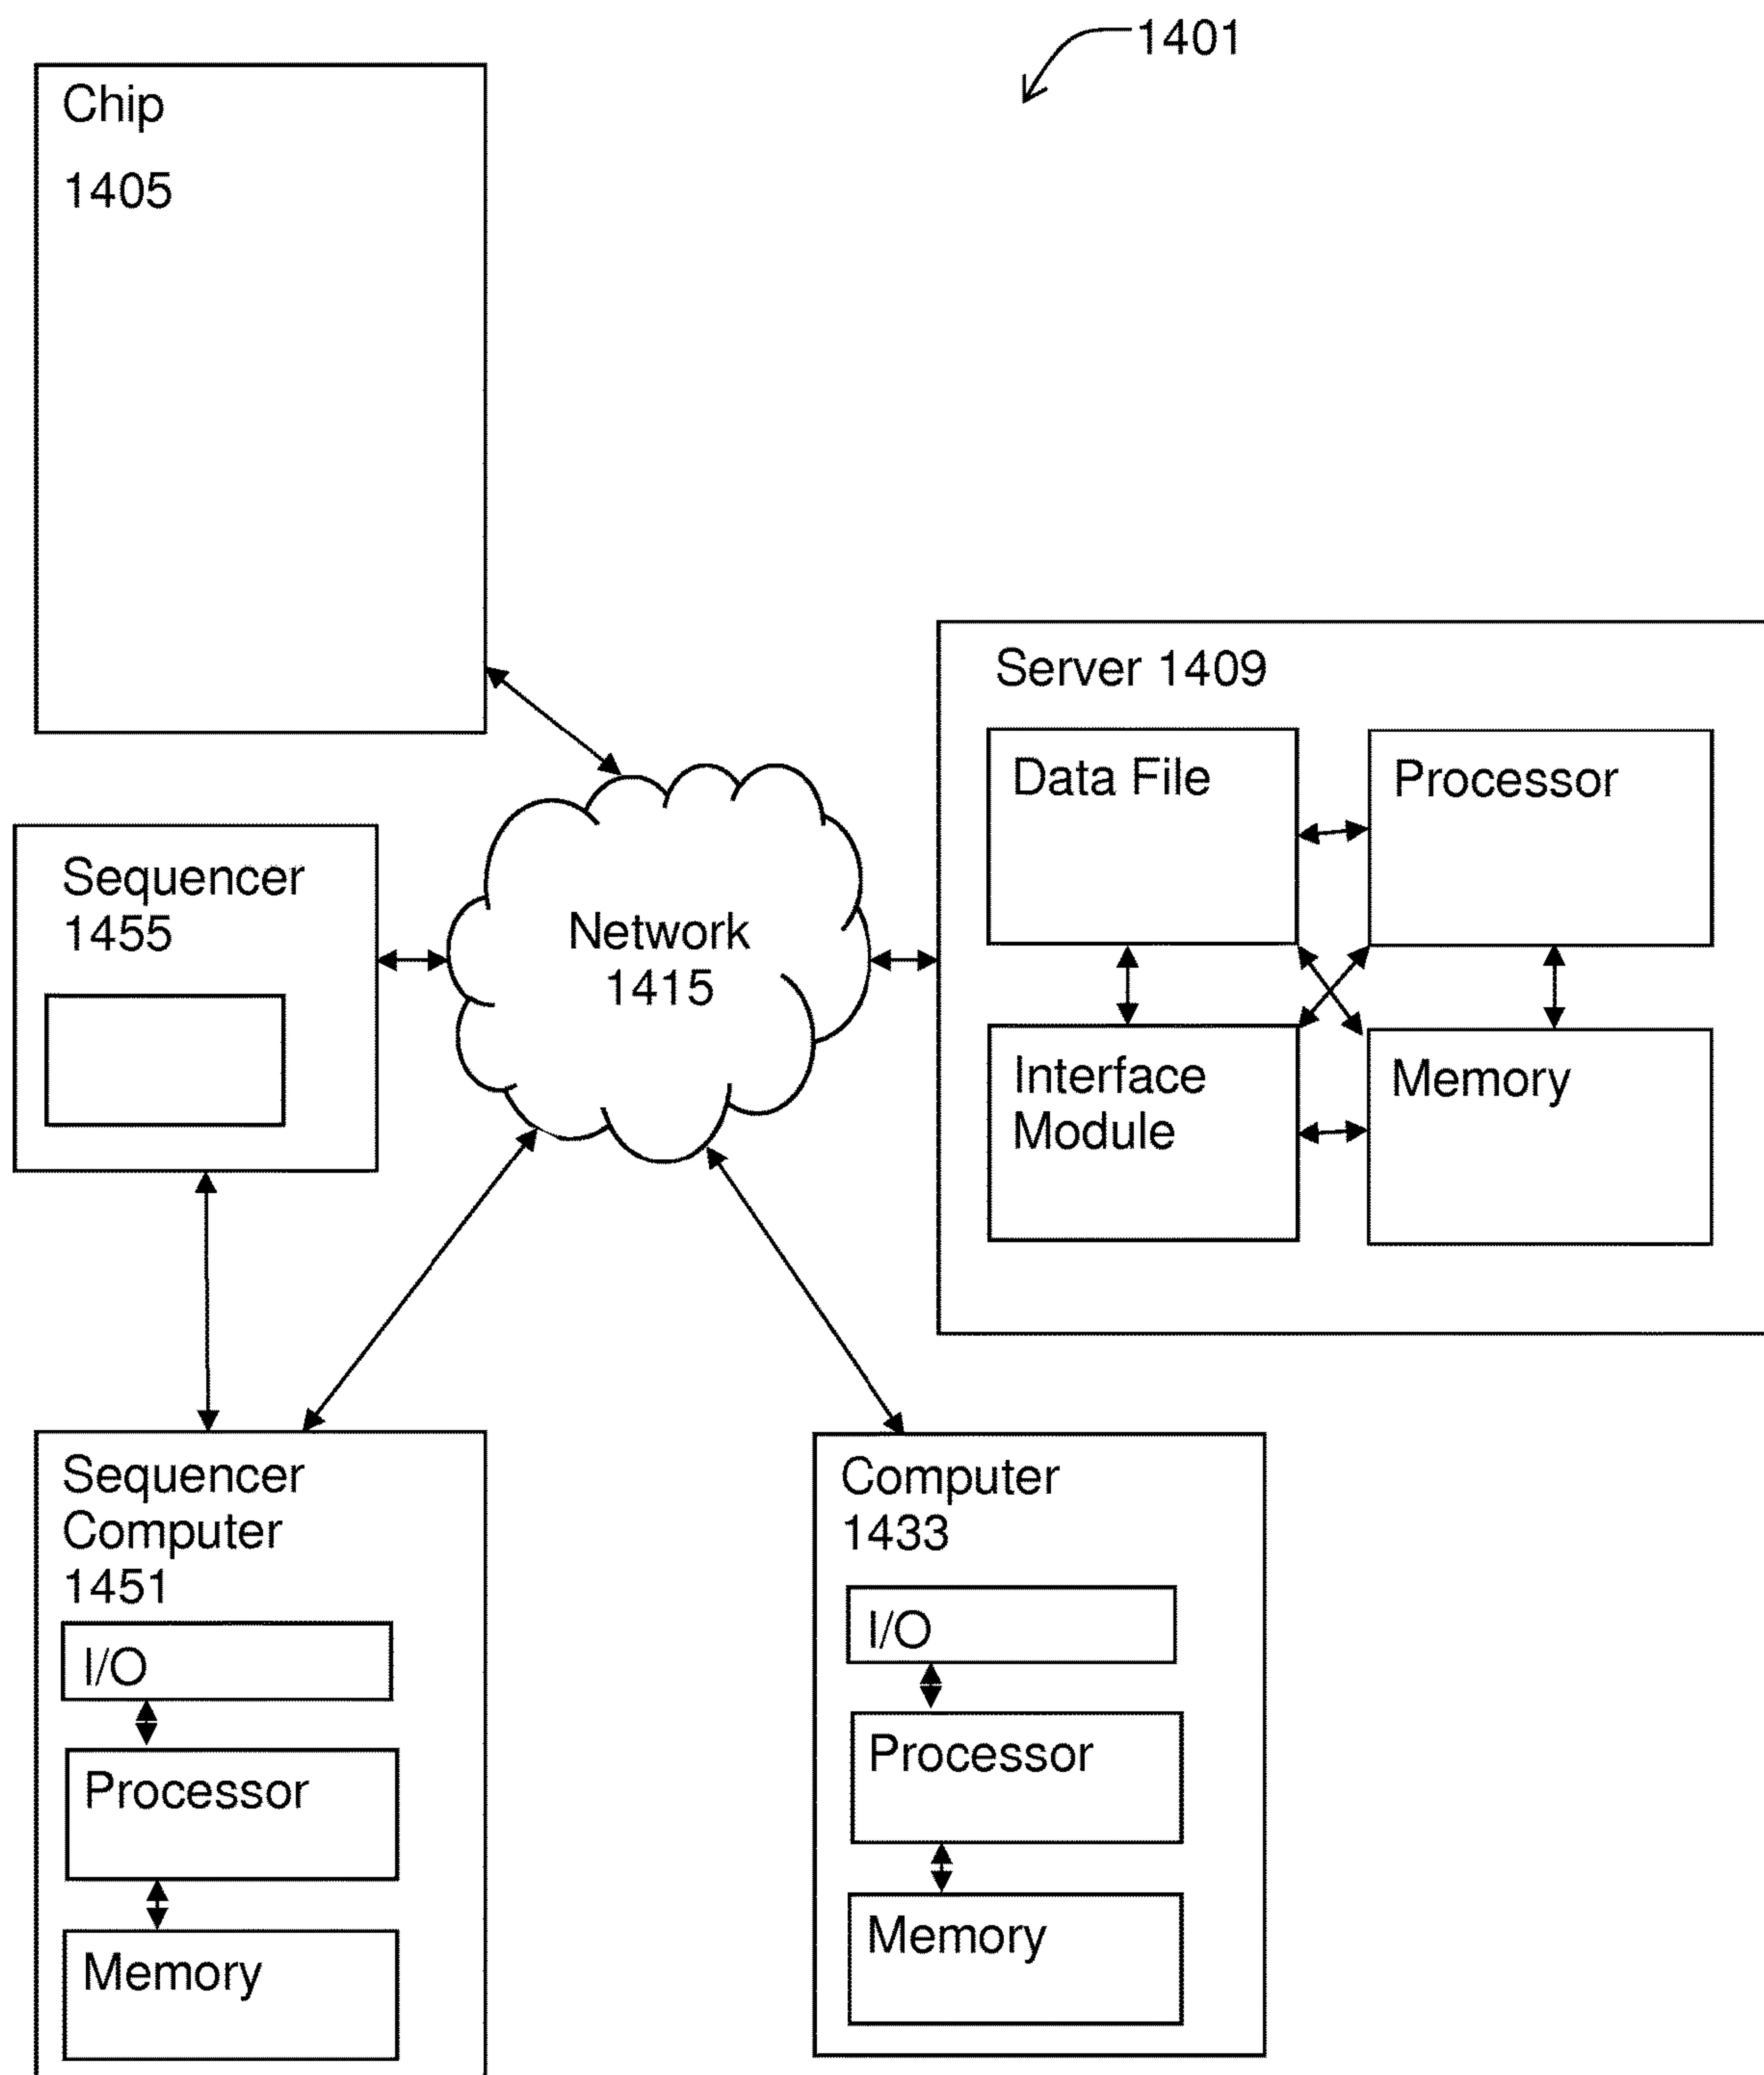 1401
Chip
1405
Server 1409
Data File
Processor
Sequencer
1455
Network
1415
Interface
Module
Memory
Sequencer
Computer
1451
I/O
Processor
Memory
Computer
1433
I/O
Processor
Memory